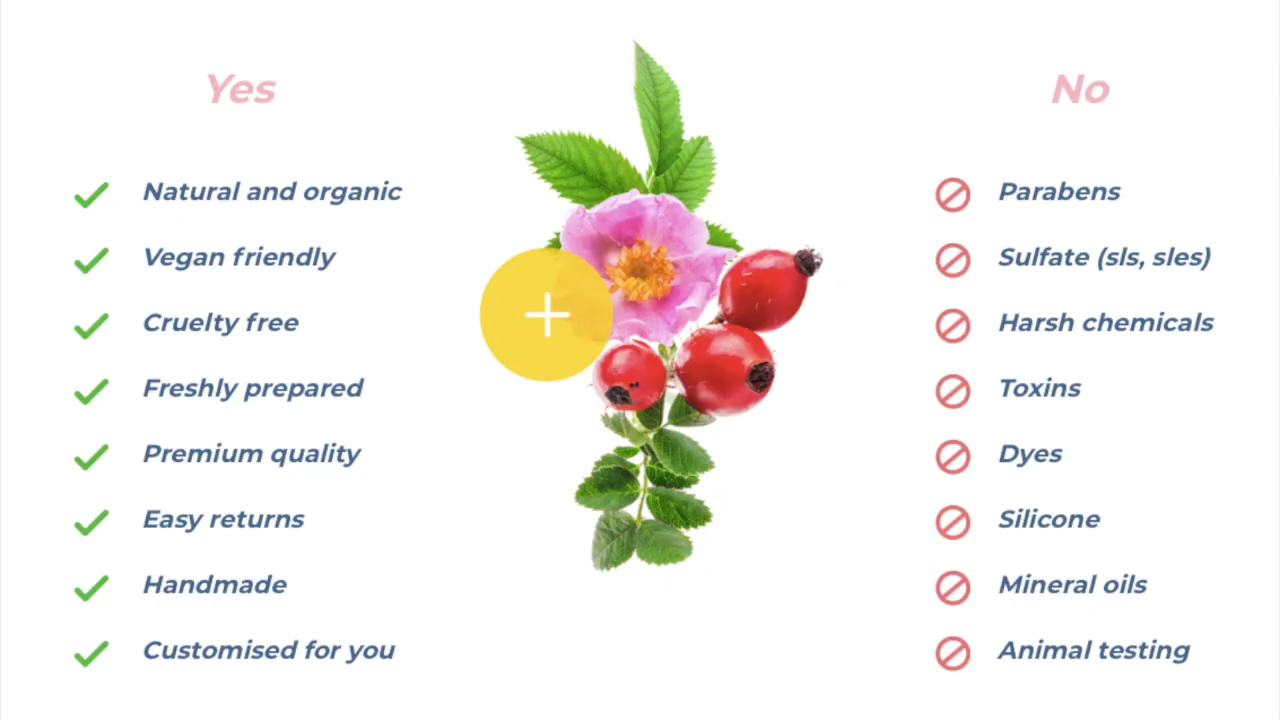 Yes
Natural and organic
Vegan friendly
Cruelty free
Freshly prepared
Premium quality
Easy returns
Handmade
Customised for you
No
Parabens
Sulfate (sls, sles)
Harsh chemicals
Toxins
Dyes
Silicone
Mineral oils
Animal testing